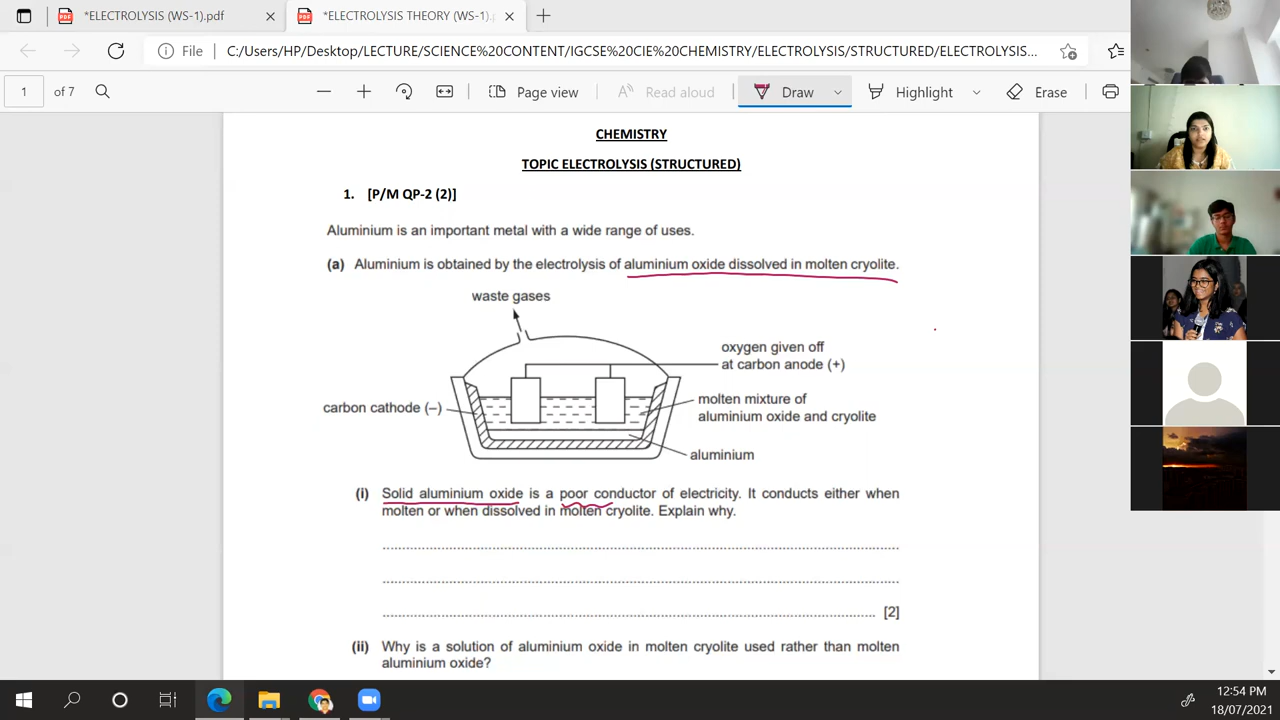 *ELECTROLYSIS (WS-1).pdf
*ELECTROLYSIS THEORY (WS-1).
File
C:/Users/HP/Desktop/LECTURE/SCIENCE%20CONTENT/IGCSE%20CIE%20CHEMISTRY/ELECTROLYSIS/STRUCTURED/ELECTROLYSIS...
1 of 7
Page view
Read aloud
Draw
Highlight
Erase
CHEMISTRY
TOPIC ELECTROLYSIS (STRUCTURED)
1. [P/M QP-2 (2)]
Aluminium is an important metal with a wide range of uses.
(a) Aluminium is obtained by the electrolysis of aluminium oxide dissolved in molten cryolite.
waste gases
oxygen given off
at carbon anode (+)
carbon cathode (–)
molten mixture of
aluminium oxide and cryolite
aluminium
(i) Solid aluminium oxide is a poor conductor of electricity. It conducts either when
molten or when dissolved in molten cryolite. Explain why.
[2]
(ii) Why is a solution of aluminium oxide in molten cryolite used rather than molten
aluminium oxide?
12:54 PM
18/07/2021